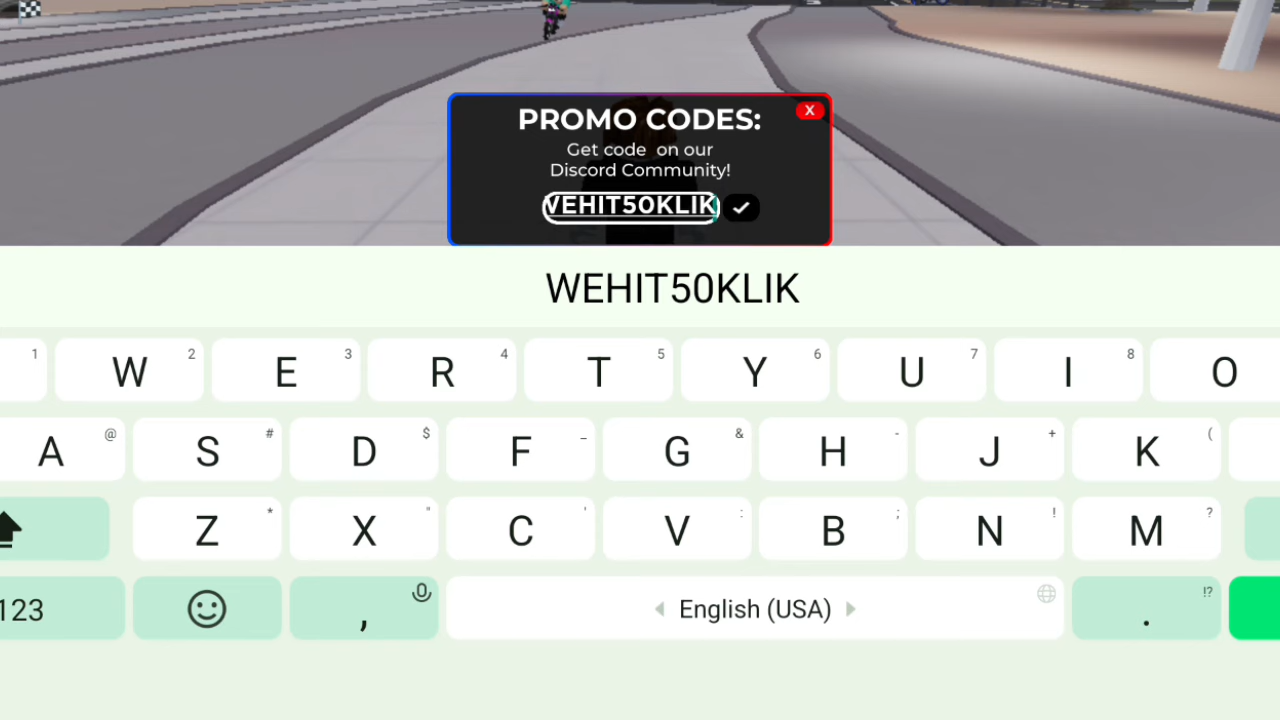 PROMO CODES:
X
Get code on our
Discord Community!
WEHIT50KLIK
WEHIT50KLIK
1 W 2 E 3 R 4 T 5 Y 6 U 7 I 8 O
A @ S # D $ F _ G & H - J + K (
Z * X " C ' V : B ; N ! M ?
123 , English (USA) . !?